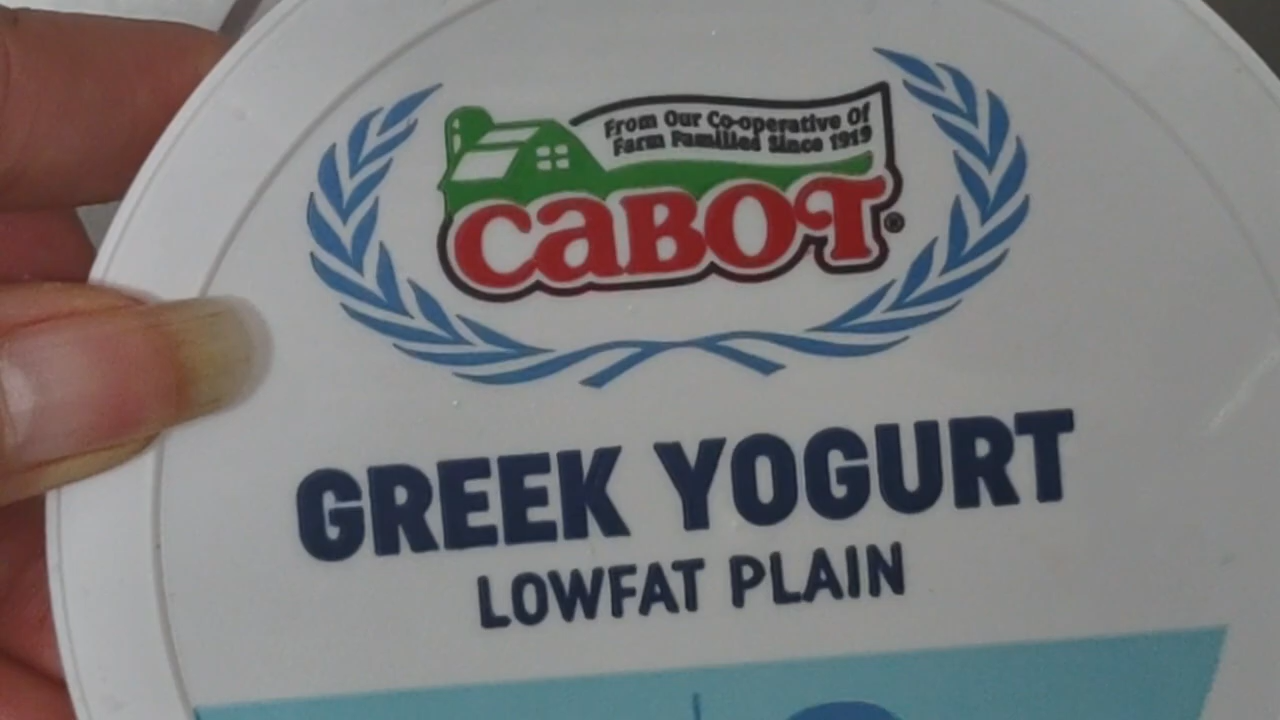 From Our Co-operative Of
Farm Families Since 1919
CABOT®
GREEK YOGURT
LOWFAT PLAIN